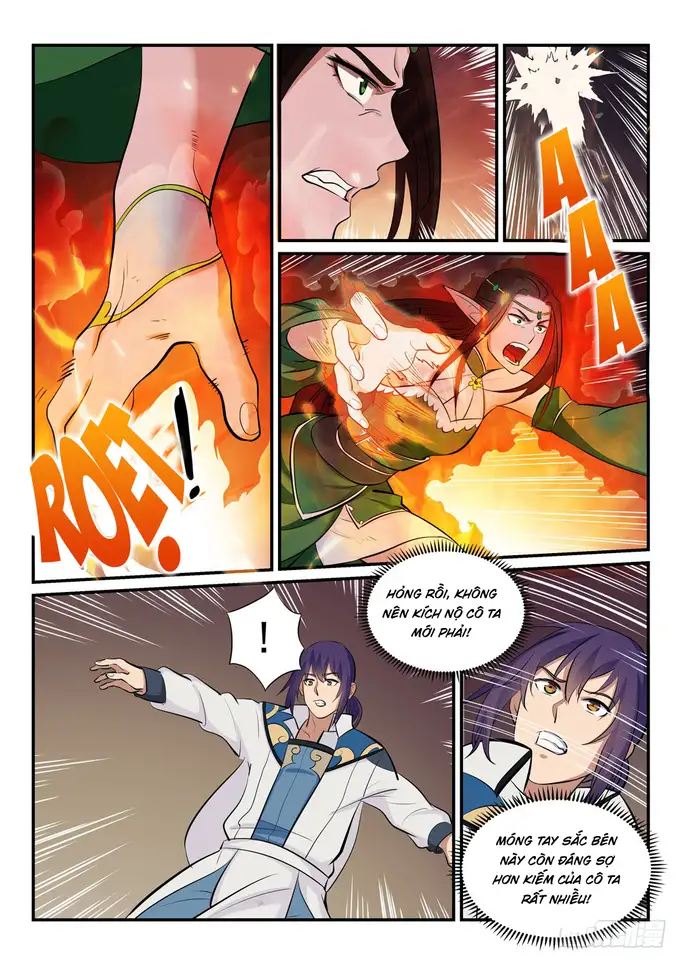 A
A
A
A
ROET!
!
HỎNG RỒI, KHÔNG
NÊN KÍCH NỘ CÔ TA
MỚI PHẢI!
MÓNG TAY SẮC BÉN
NÀY CÒN ĐÁNG SỢ
HƠN KIẾM CỦA CÔ TA
RẤT NHIỀU!